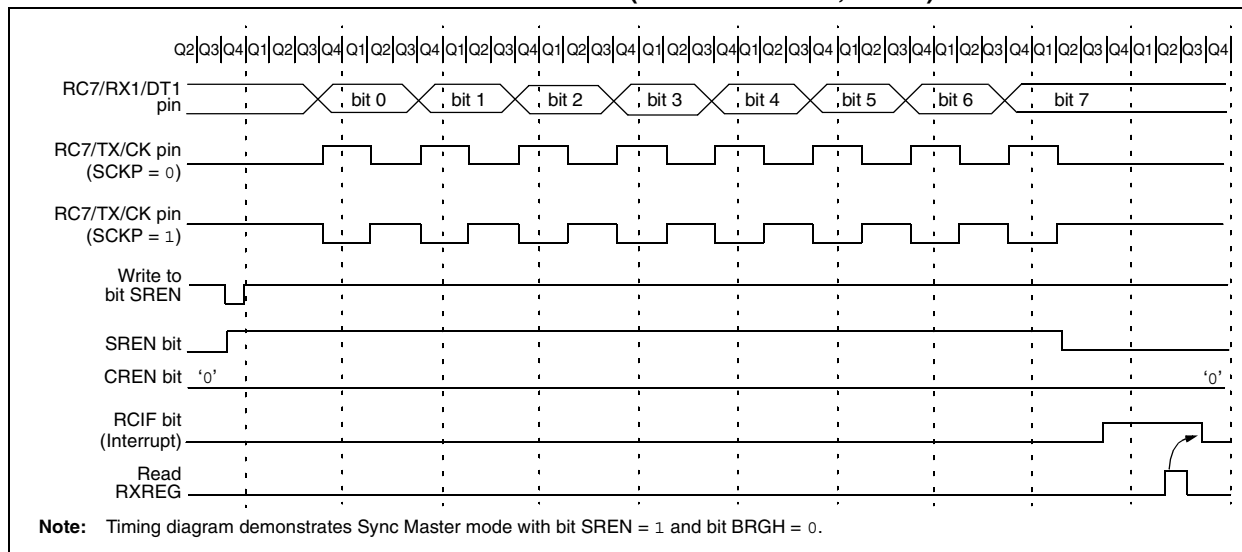 Q2|Q3|Q4|Q1|Q2|Q3|Q4|Q1|Q2|Q3|Q4|Q1|Q2|Q3|Q4|Q1|Q2|Q3|Q4|Q1|Q2|Q3|Q4|Q1|Q2|Q3|Q4|Q1|Q2|Q3|Q4|Q1|Q2|Q3|Q4|Q1|Q2|Q3|Q4|Q1|Q2|Q3|Q4
RC7/RX1/DT1
pin
bit 0 bit 1 bit 2 bit 3 bit 4 bit 5 bit 6 bit 7
RC7/TX/CK pin
(SCKP = 0)
RC7/TX/CK pin
(SCKP = 1)
Write to
bit SREN
SREN bit
CREN bit ‘0’ ‘0’
RCIF bit
(Interrupt)
Read
RXREG
Note: Timing diagram demonstrates Sync Master mode with bit SREN = 1 and bit BRGH = 0.